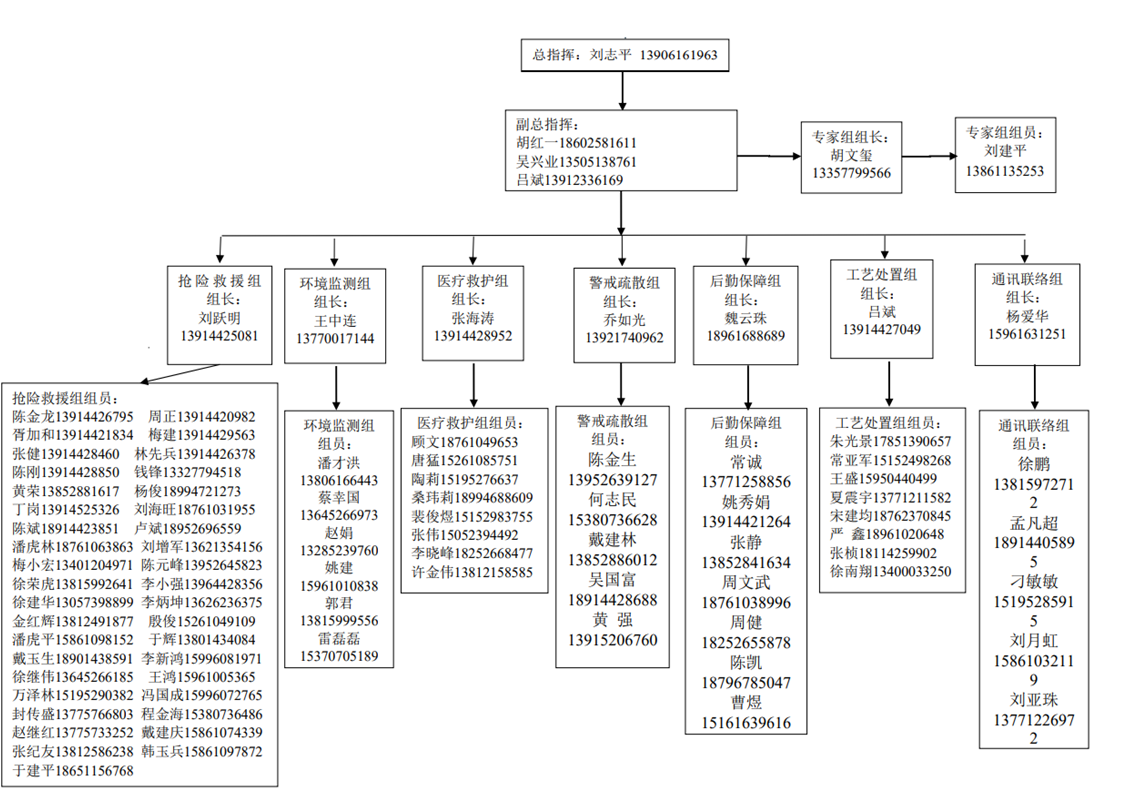 总指挥：刘志平 13906161963
副总指挥：
胡红一18602581611
吴兴业13505138761
吕斌13912336169
专家组组长：
胡文玺
13357799566
专家组组员：
刘建平
13861135253
抢险救援组
组长：
刘跃明
13914425081
环境监测组
组长：
王中连
13770017144
医疗救护组
组长：
张海涛
13914428952
警戒疏散组
组长：
乔如光
13921740962
后勤保障组
组长：
魏云珠
18961688689
工艺处置组
组长：
吕斌
13914427049
通讯联络组
组长：
杨爱华
15961631251
抢险救援组组员：
陈金龙13914426795 周正13914420982
胥加和13914421834 梅建13914429563
张健13914428460 林先兵13914426378
陈刚13914428850 钱锋13327794518
黄荣13852881617 杨俊18994721273
丁岗13914525326 刘海旺18761031955
陈斌18914423851 卢斌18952696559
潘虎林18761063863 刘增军13621354156
梅小宏13401204971 陈元峰13952645823
徐荣虎13815992641 李小强13964428356
徐建华13057398899 李炳坤13626236375
金红辉13812491877 殷俊15261049109
潘虎平15861098152 于辉13801434084
戴玉生18901438591 李新鸿15996081971
徐继伟13645266185 王鸿15961005365
万泽林15195290382 冯国成15996072765
封传盛13775766803 程金海15380736486
赵继红13775733252 戴建庆15861074339
张纪友13812586238 韩玉兵15861097872
于建平18651156768
环境监测组
组员：
潘才洪
13806166443
蔡幸国
13645266973
赵娟
13285239760
姚建
15961010838
郭君
13815999556
雷磊磊
15370705189
医疗救护组组员：
顾文18761049653
唐猛15261085751
陶莉15195276637
桑玮莉18994688609
裴俊煜15152983755
张伟15052394492
李晓峰18252668477
许金伟13812158585
警戒疏散组
组员：
陈金生
13952639127
何志民
15380736628
戴建林
13852886012
吴国富
18914428688
黄 强
13915206760
后勤保障组
组员：
常诚
13771258856
姚秀娟
13914421264
张静
13852841634
周文武
18761038996
周健
18252655878
陈凯
18796785047
曹煜
15161639616
工艺处置组组员：
朱光景17851390657
常亚军15152498268
王盛15950440499
夏震宇13771211582
宋建均18762370845
严 鑫18961020648
张桢18114259902
徐南翔13400033250
通讯联络组
组员：
徐鹏
1381597271
2
孟凡超
1891440589
5
刁敏敏
1519528591
5
刘月虹
1586103211
9
刘亚珠
1377122697
2